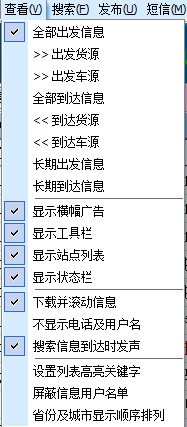 查看(V) 搜索(F) 发布(U) 短信(M)
全部出发信息
>> 出发货源
>> 出发车源
全部到达信息
<< 到达货源
<< 到达车源
长期出发信息
长期到达信息
显示横幅广告
显示工具栏
显示站点列表
显示状态栏
下载并滚动信息
不显示电话及用户名
搜索信息到达时发声
设置列表高亮关键字
屏蔽信息用户名单
省份及城市显示顺序排列